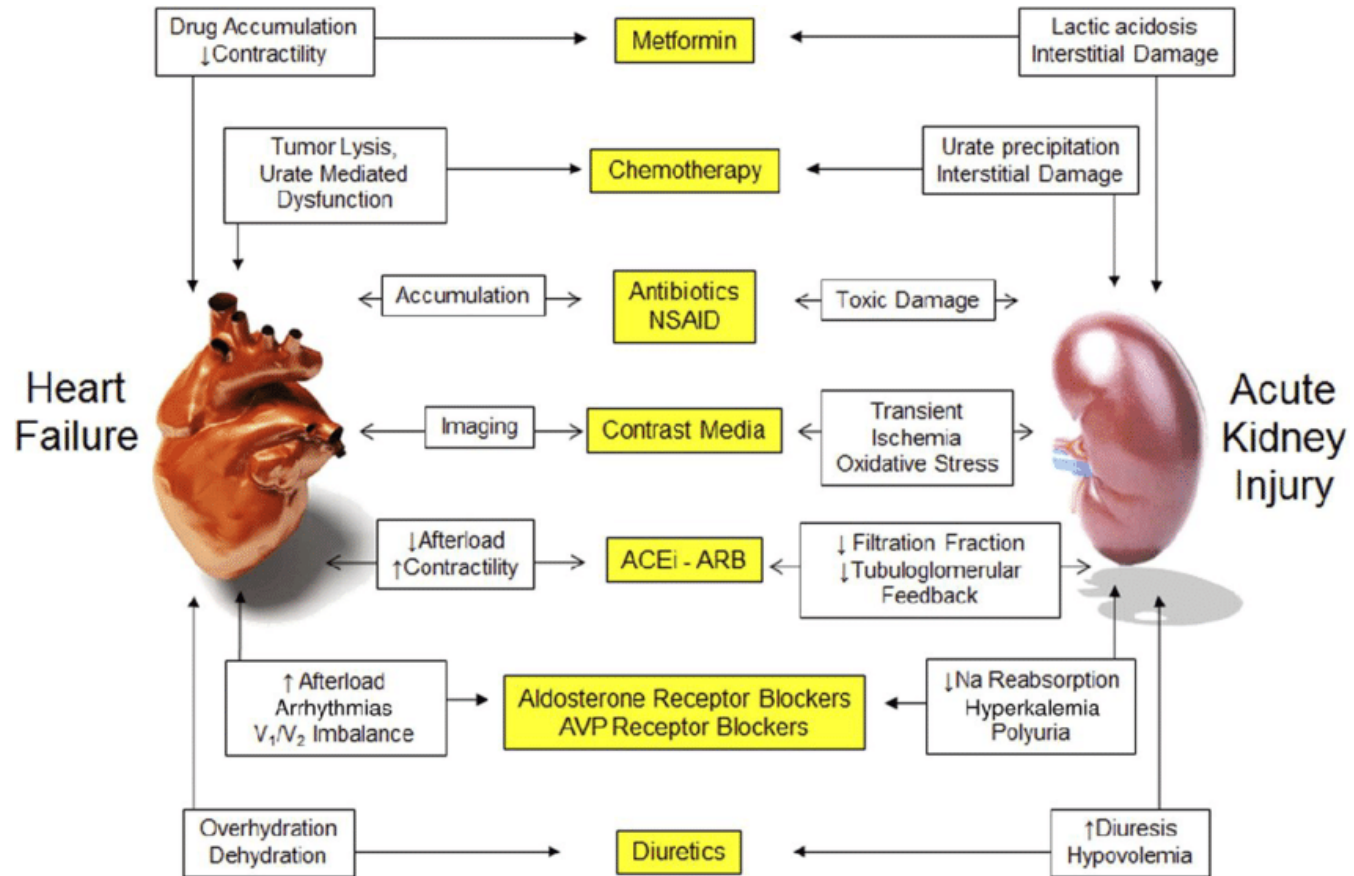 Drug Accumulation
↓Contractility
Metformin
Lactic acidosis
Interstitial Damage
Tumor Lysis,
Urate Mediated
Dysfunction
Chemotherapy
Urate precipitation
Interstitial Damage
Accumulation
Antibiotics
NSAID
Toxic Damage
Heart
Failure
Imaging
Contrast Media
Transient
Ischemia
Oxidative Stress
Acute
Kidney
Injury
↓Afterload
↑Contractility
ACEi - ARB
↓Filtration Fraction
↓Tubuloglomerular
Feedback
↑ Afterload
Arrhythmias
V₁/V₂ Imbalance
Aldosterone Receptor Blockers
AVP Receptor Blockers
↓Na Reabsorption
Hyperkalemia
Polyuria
Overhydration
Dehydration
Diuretics
↑Diuresis
Hypovolemia